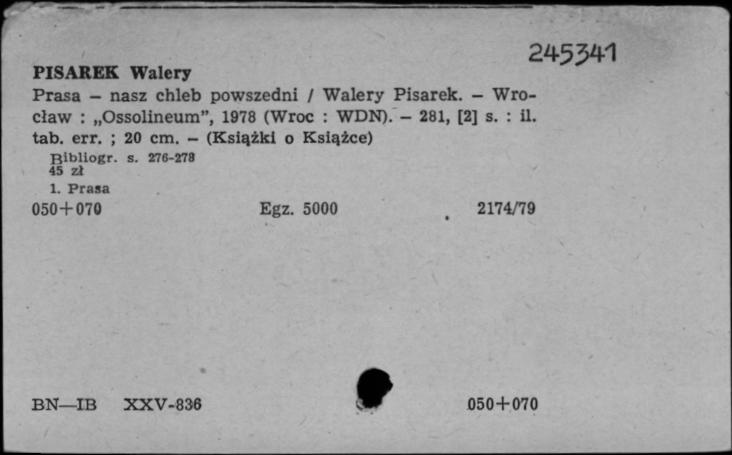 245341
PISAREK Walery
Prasa – nasz chleb powszedni / Walery Pisarek. – Wro-
cław : „Ossolineum”, 1978 (Wroc : WDN). – 281, [2] s. : il.
tab. err. ; 20 cm. – (Książki o Książce)
Bibliogr. s. 276-278
45 zł
1. Prasa
050+070 Egz. 5000 2174/79
BN—IB XXV-836 050+070